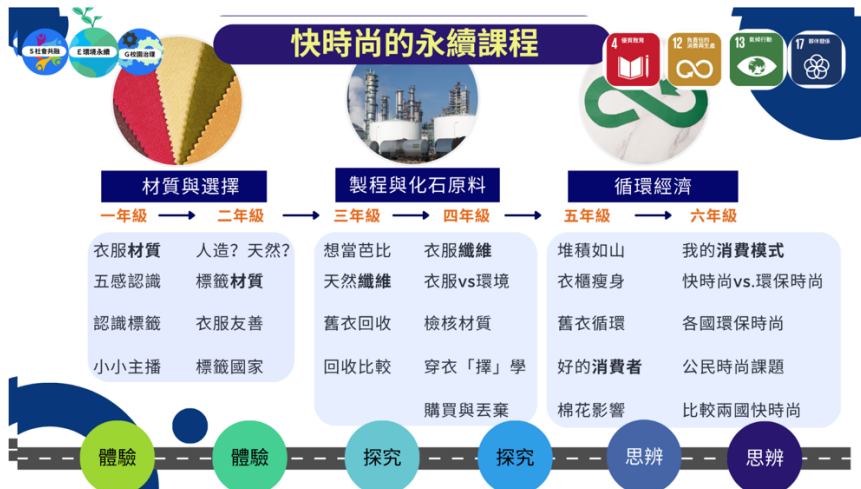 快時尚的永續課程
S社會共融
E環境永續
G校園治理
4 優質教育
12 負責任的
消費與生產
13 氣候行動
17 夥伴關係
材質與選擇
製程與化石原料
循環經濟
一年級
二年級
三年級
四年級
五年級
六年級
衣服材質
五感認識
認識標籤
小小主播
人造？天然？
標籤材質
衣服友善
標籤國家
想當芭比
天然纖維
舊衣回收
回收比較
衣服纖維
衣服vs環境
檢核材質
穿衣「擇」學
購買與丟棄
堆積如山
衣櫃瘦身
舊衣循環
好的消費者
棉花影響
我的消費模式
快時尚vs.環保時尚
各國環保時尚
公民時尚課題
比較兩國快時尚
體驗
體驗
探究
探究
思辨
思辨